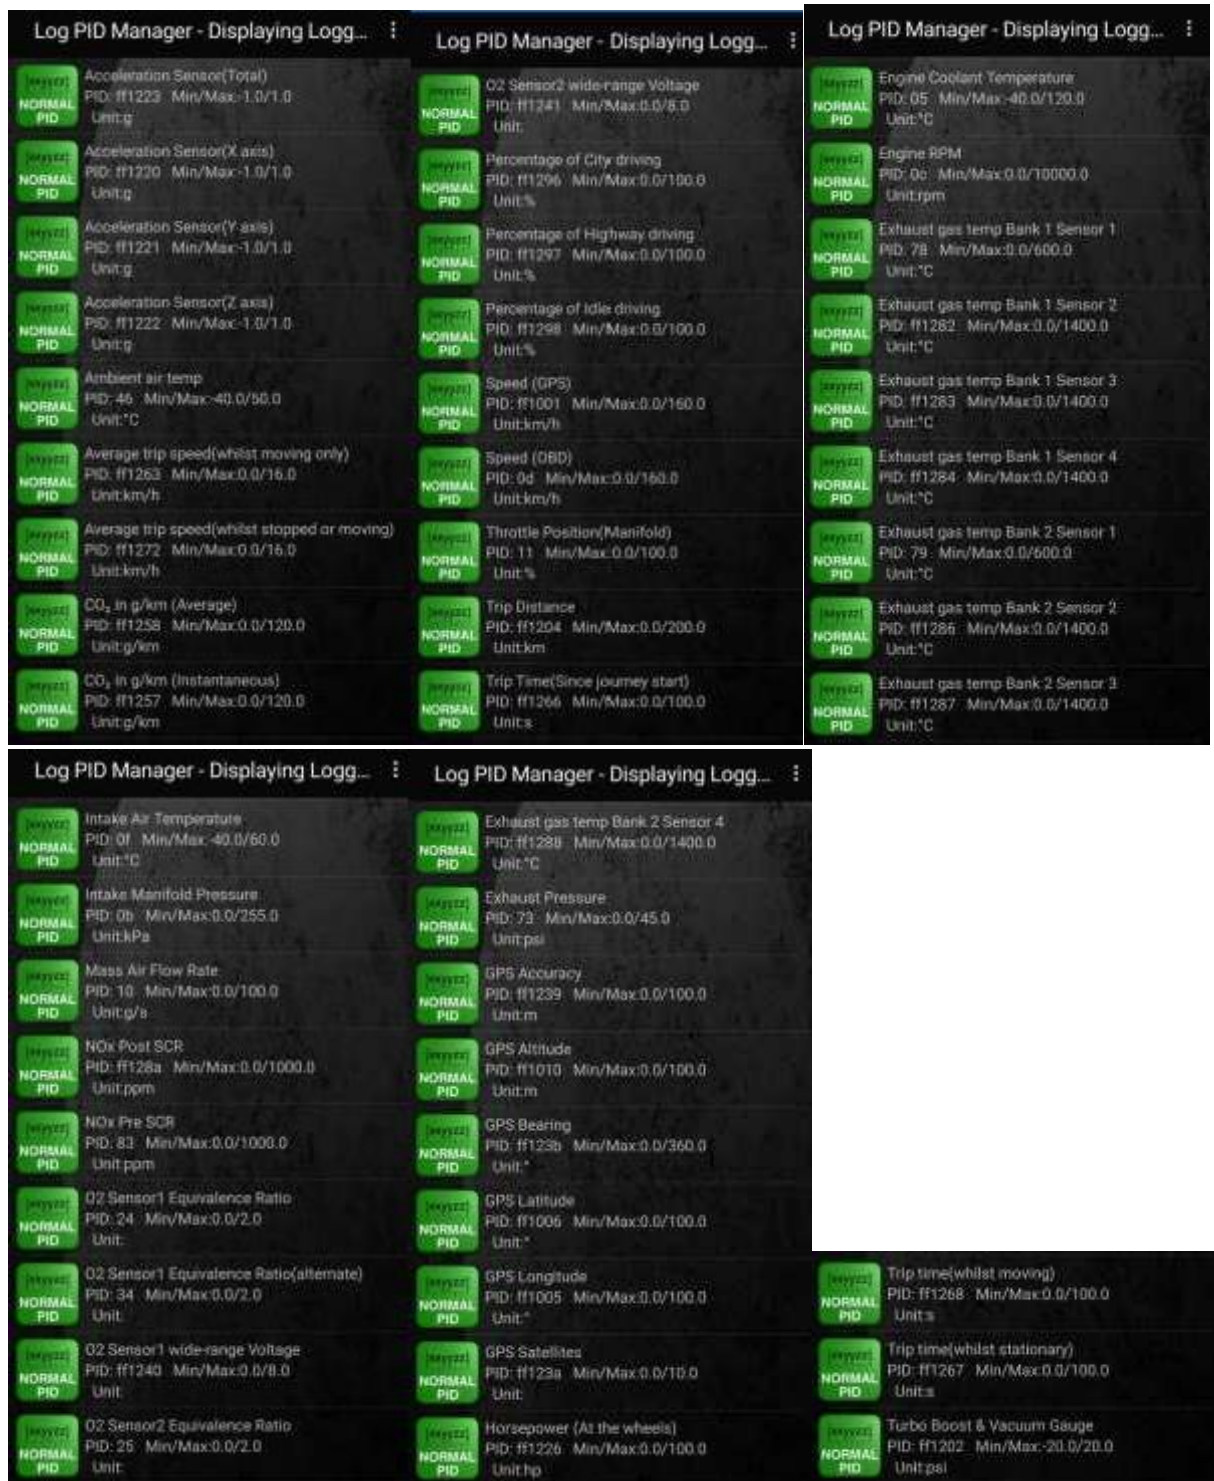 Log PID Manager - Displaying Logg...
Acceleration Sensor(Total)
PID: ff1223 Min/Max:-1.0/1.0
Unit:g
NORMAL PID
Acceleration Sensor(X axis)
PID: ff1220 Min/Max:-1.0/1.0
Unit:g
NORMAL PID
Acceleration Sensor(Y axis)
PID: ff1221 Min/Max:-1.0/1.0
Unit:g
NORMAL PID
Acceleration Sensor(Z axis)
PID: ff1222 Min/Max:-1.0/1.0
Unit:g
NORMAL PID
Ambient air temp
PID: 46 Min/Max:-40.0/50.0
Unit:°C
NORMAL PID
Average trip speed(whilst moving only)
PID: ff1263 Min/Max:0.0/16.0
Unit:km/h
NORMAL PID
Average trip speed(whilst stopped or moving)
PID: ff1272 Min/Max:0.0/16.0
Unit:km/h
NORMAL PID
CO₂ in g/km (Average)
PID: ff1258 Min/Max:0.0/120.0
Unit:g/km
NORMAL PID
CO₂ in g/km (Instantaneous)
PID: ff1257 Min/Max:0.0/120.0
Unit:g/km
NORMAL PID
Log PID Manager - Displaying Logg...
O2 Sensor2 wide-range Voltage
PID: ff1241 Min/Max:0.0/8.0
Unit:
NORMAL PID
Percentage of City driving
PID: ff1296 Min/Max:0.0/100.0
Unit:%
NORMAL PID
Percentage of Highway driving
PID: ff1297 Min/Max:0.0/100.0
Unit:%
NORMAL PID
Percentage of Idle driving
PID: ff1298 Min/Max:0.0/100.0
Unit:%
NORMAL PID
Speed (GPS)
PID: ff1001 Min/Max:0.0/160.0
Unit:km/h
NORMAL PID
Speed (OBD)
PID: 0d Min/Max:0.0/160.0
Unit:km/h
NORMAL PID
Throttle Position(Manifold)
PID: 11 Min/Max:0.0/100.0
Unit:%
NORMAL PID
Trip Distance
PID: ff1204 Min/Max:0.0/200.0
Unit:km
NORMAL PID
Trip Time(Since journey start)
PID: ff1266 Min/Max:0.0/100.0
Unit:s
NORMAL PID
Log PID Manager - Displaying Logg...
Engine Coolant Temperature
PID: 05 Min/Max:-40.0/120.0
Unit:°C
NORMAL PID
Engine RPM
PID: 0c Min/Max:0.0/10000.0
Unit:rpm
NORMAL PID
Exhaust gas temp Bank 1 Sensor 1
PID: 78 Min/Max:0.0/600.0
Unit:°C
NORMAL PID
Exhaust gas temp Bank 1 Sensor 2
PID: ff1282 Min/Max:0.0/1400.0
Unit:°C
NORMAL PID
Exhaust gas temp Bank 1 Sensor 3
PID: ff1283 Min/Max:0.0/1400.0
Unit:°C
NORMAL PID
Exhaust gas temp Bank 1 Sensor 4
PID: ff1284 Min/Max:0.0/1400.0
Unit:°C
NORMAL PID
Exhaust gas temp Bank 2 Sensor 1
PID: 79 Min/Max:0.0/600.0
Unit:°C
NORMAL PID
Exhaust gas temp Bank 2 Sensor 2
PID: ff1286 Min/Max:0.0/1400.0
Unit:°C
NORMAL PID
Exhaust gas temp Bank 2 Sensor 3
PID: ff1287 Min/Max:0.0/1400.0
Unit:°C
NORMAL PID
Log PID Manager - Displaying Logg...
Intake Air Temperature
PID: 0f Min/Max:-40.0/60.0
Unit:°C
NORMAL PID
Intake Manifold Pressure
PID: 0b Min/Max:0.0/255.0
Unit:kPa
NORMAL PID
Mass Air Flow Rate
PID: 10 Min/Max:0.0/100.0
Unit:g/s
NORMAL PID
NOx Post SCR
PID: ff128a Min/Max:0.0/1000.0
Unit:ppm
NORMAL PID
NOx Pre SCR
PID: 83 Min/Max:0.0/1000.0
Unit:ppm
NORMAL PID
O2 Sensor1 Equivalence Ratio
PID: 24 Min/Max:0.0/2.0
Unit:
NORMAL PID
O2 Sensor1 Equivalence Ratio(alternate)
PID: 34 Min/Max:0.0/2.0
Unit:
NORMAL PID
O2 Sensor1 wide-range Voltage
PID: ff1240 Min/Max:0.0/8.0
Unit:
NORMAL PID
O2 Sensor2 Equivalence Ratio
PID: 25 Min/Max:0.0/2.0
Unit:
NORMAL PID
Log PID Manager - Displaying Logg...
Exhaust gas temp Bank 2 Sensor 4
PID: ff1288 Min/Max:0.0/1400.0
Unit:°C
NORMAL PID
Exhaust Pressure
PID: 73 Min/Max:0.0/45.0
Unit:psi
NORMAL PID
GPS Accuracy
PID: ff1239 Min/Max:0.0/100.0
Unit:m
NORMAL PID
GPS Altitude
PID: ff1010 Min/Max:0.0/100.0
Unit:m
NORMAL PID
GPS Bearing
PID: ff123b Min/Max:0.0/360.0
Unit:°
NORMAL PID
GPS Latitude
PID: ff1006 Min/Max:0.0/100.0
Unit:°
NORMAL PID
GPS Longitude
PID: ff1005 Min/Max:0.0/100.0
Unit:°
NORMAL PID
GPS Satellites
PID: ff123a Min/Max:0.0/10.0
Unit:
NORMAL PID
Horsepower (At the wheels)
PID: ff1226 Min/Max:0.0/100.0
Unit:hp
NORMAL PID
Trip time(whilst moving)
PID: ff1268 Min/Max:0.0/100.0
Unit:s
NORMAL PID
Trip time(whilst stationary)
PID: ff1267 Min/Max:0.0/100.0
Unit:s
NORMAL PID
Turbo Boost & Vacuum Gauge
PID: ff1202 Min/Max:-20.0/20.0
Unit:psi
NORMAL PID